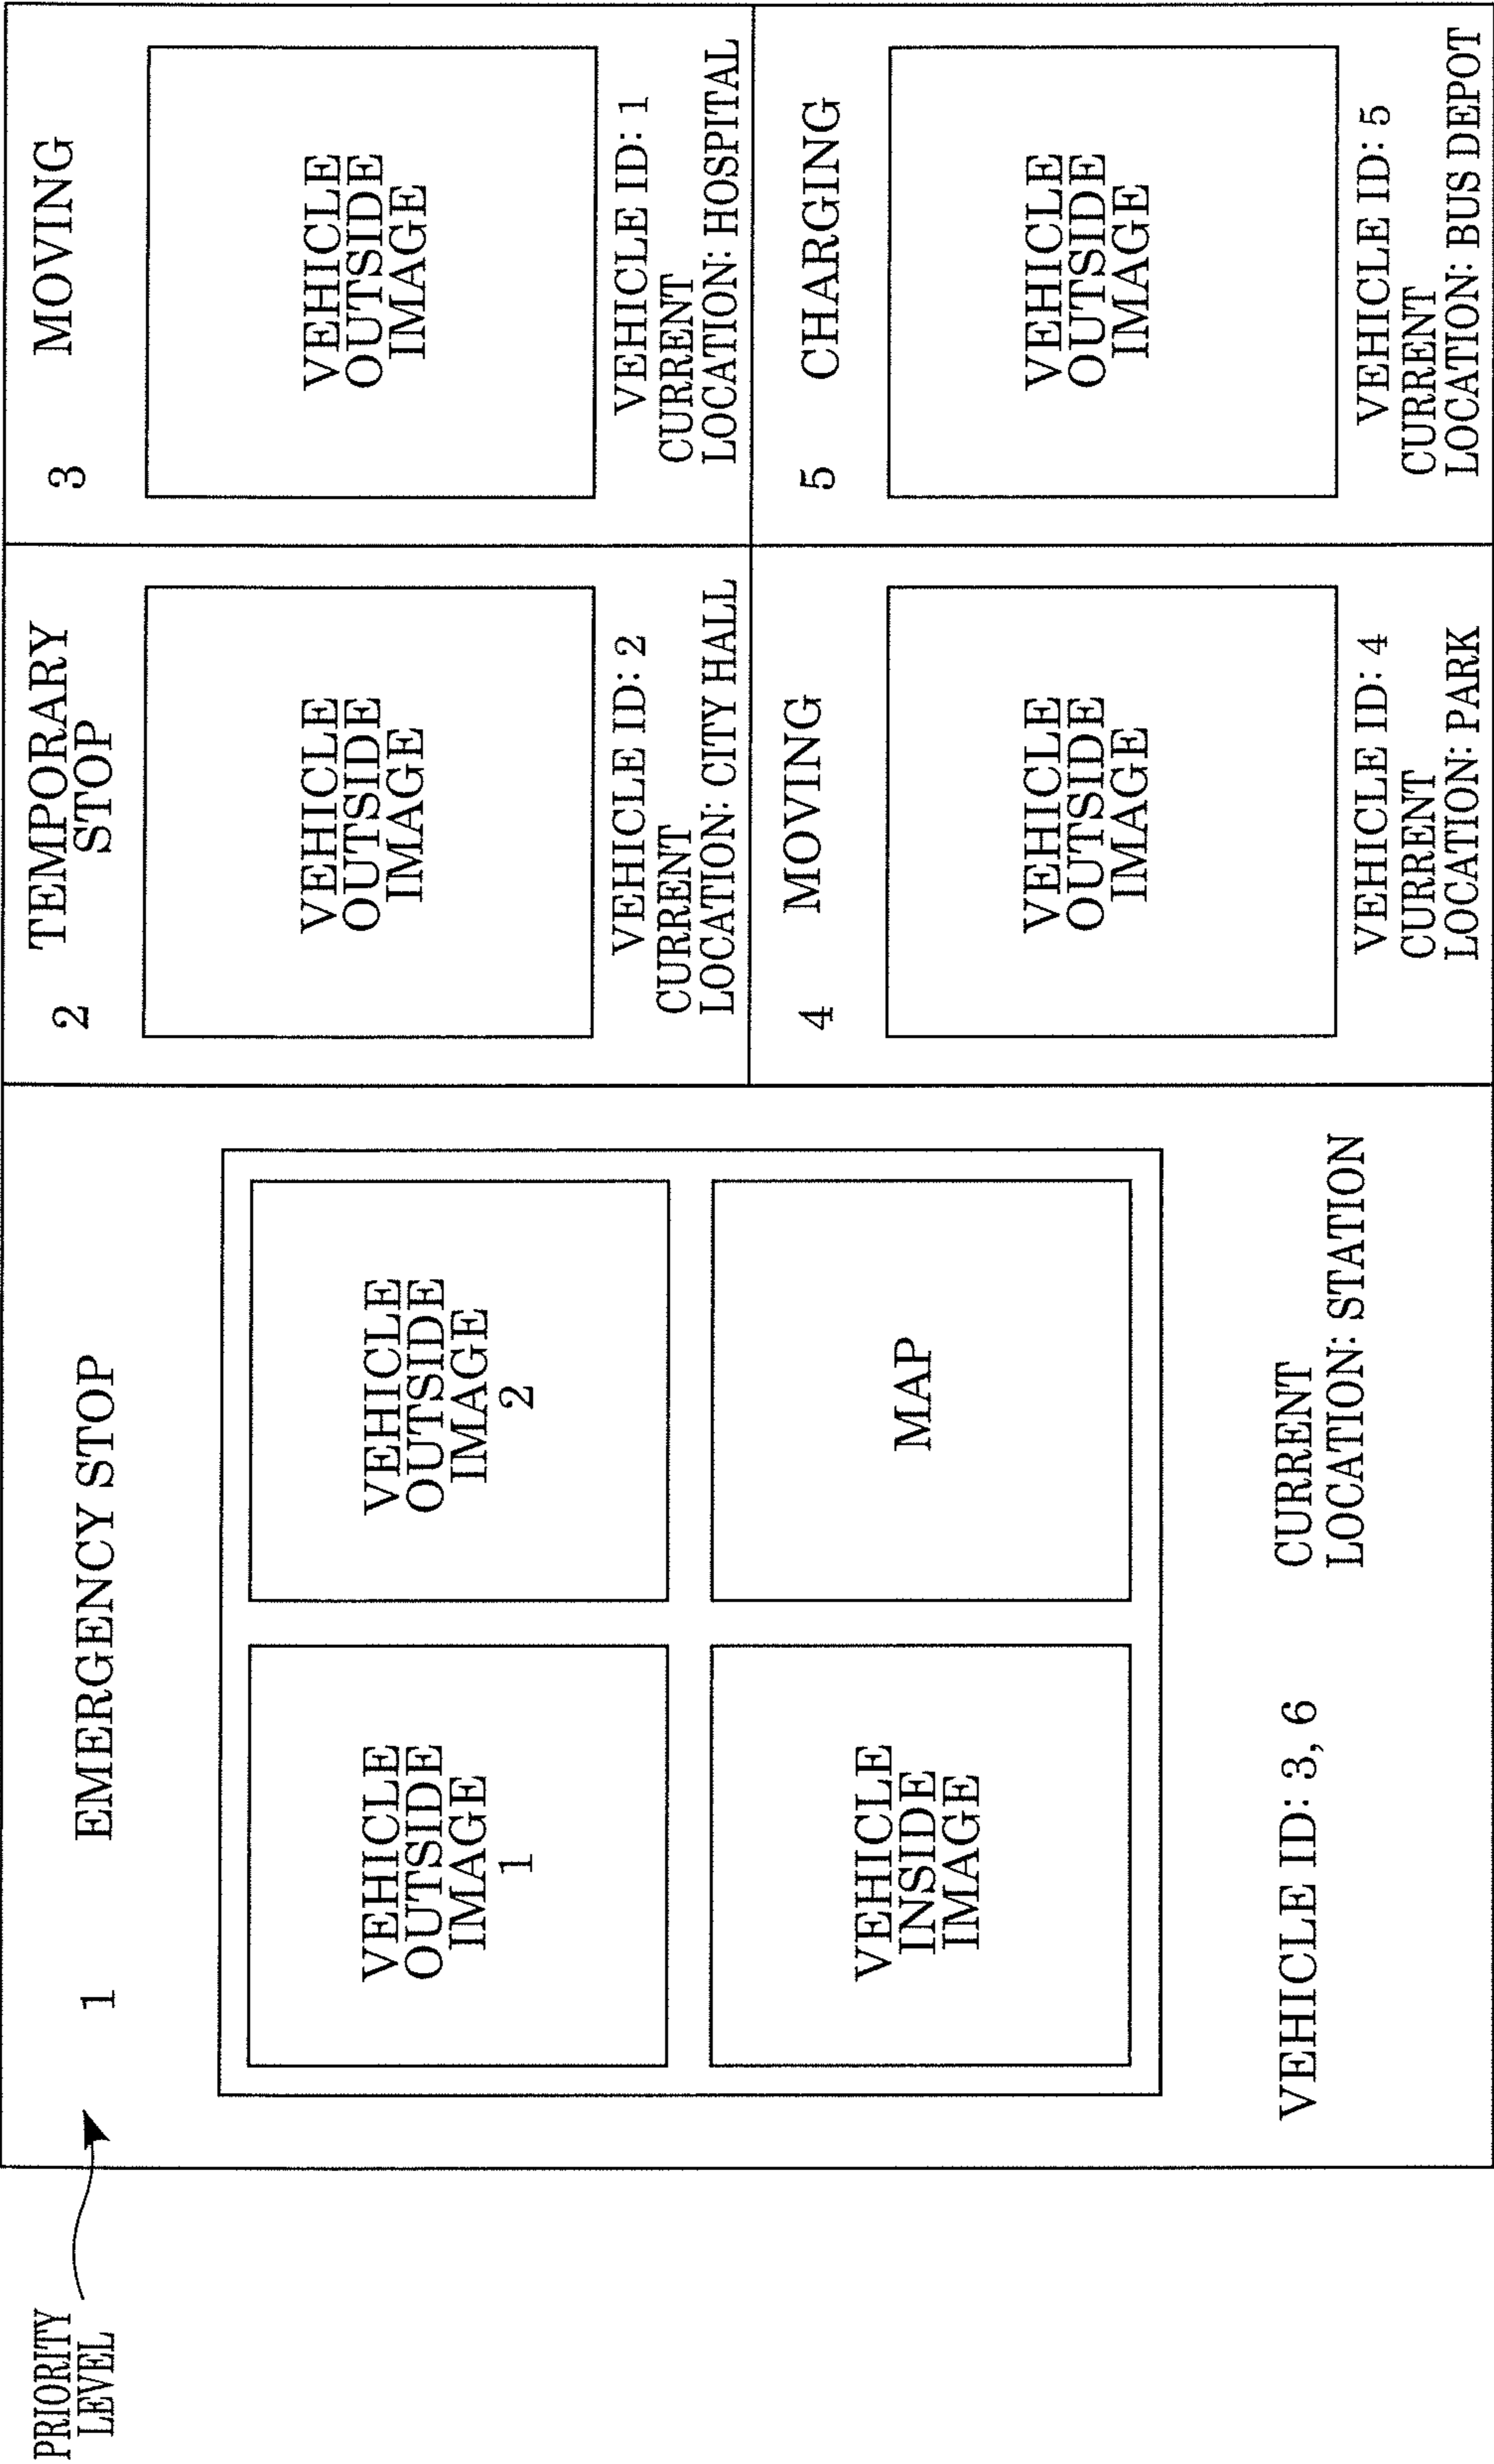 PRIORITY
LEVEL
1 EMERGENCY STOP
VEHICLE
OUTSIDE
IMAGE
1
VEHICLE
OUTSIDE
IMAGE
2
VEHICLE
INSIDE
IMAGE
MAP
VEHICLE ID: 3, 6
CURRENT
LOCATION: STATION
2 TEMPORARY
STOP
VEHICLE
OUTSIDE
IMAGE
VEHICLE ID: 2
CURRENT
LOCATION: CITY HALL
3 MOVING
VEHICLE
OUTSIDE
IMAGE
VEHICLE ID: 1
CURRENT
LOCATION: HOSPITAL
4 MOVING
VEHICLE
OUTSIDE
IMAGE
VEHICLE ID: 4
CURRENT
LOCATION: PARK
5 CHARGING
VEHICLE
OUTSIDE
IMAGE
VEHICLE ID: 5
CURRENT
LOCATION: BUS DEPOT